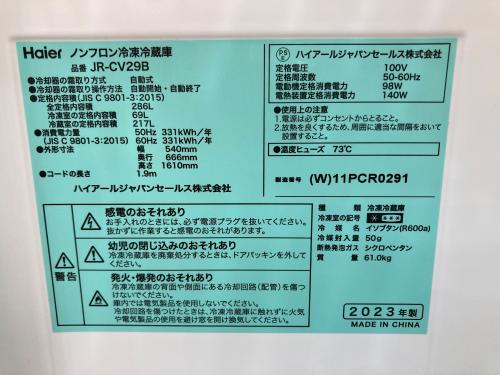 Haier ノンフロン冷凍冷蔵庫
品番 JR-CV29B
●冷却器の霜取り方式 自動式
●冷却器の霜取り操作方法 自動開始・自動終了
●定格内容積(JIS C 9801-3:2015)
全定格内容積 286L
冷凍室の定格内容積 69L
冷蔵室の定格内容積 217L
●消費電力量 50Hz 331kWh/年
(JIS C 9801-3:2015) 60Hz 331kWh/年
●外形寸法 幅 540mm
奥行 666mm
高さ 1610mm
●コードの長さ 1.9m
ハイアールジャパンセールス株式会社
警告
感電のおそれあり
お手入れのときには、必ず電源プラグを抜いてください。
抜かずに作業すると感電することがあります。
幼児の閉じ込めのおそれあり
冷凍冷蔵庫を廃棄処分するときは、ドアパッキンを外して
ください。
発火・爆発のおそれあり
冷凍冷蔵庫の背面や側面にある冷却回路(配管)を傷つ
けないでください。
庫内では電気製品を使用しないでください。
冷却回路を傷つけたときは、冷凍冷蔵庫に触れずに火気
や電気製品の使用を避け窓を開け換気してください。
PS
E
ハイアールジャパンセールス株式会社
定格電圧 100V
定格周波数 50-60Hz
電動機定格消費電力 98W
電熱装置定格消費電力 140W
●使用上の注意
1.電源は必ずコンセントからとること。
2.放熱を良くするため、周囲に適当な間隔をおいて
設置すること。
●温度ヒューズ 73℃
製造番号 (W)11PCR0291
種類 冷凍冷蔵庫
冷凍室の記号 ****
冷媒 イソブタン(R600a)
冷媒封入量 50g
断熱発泡ガス シクロペンタン
質量 61.0kg
2023年製
MADE IN CHINA